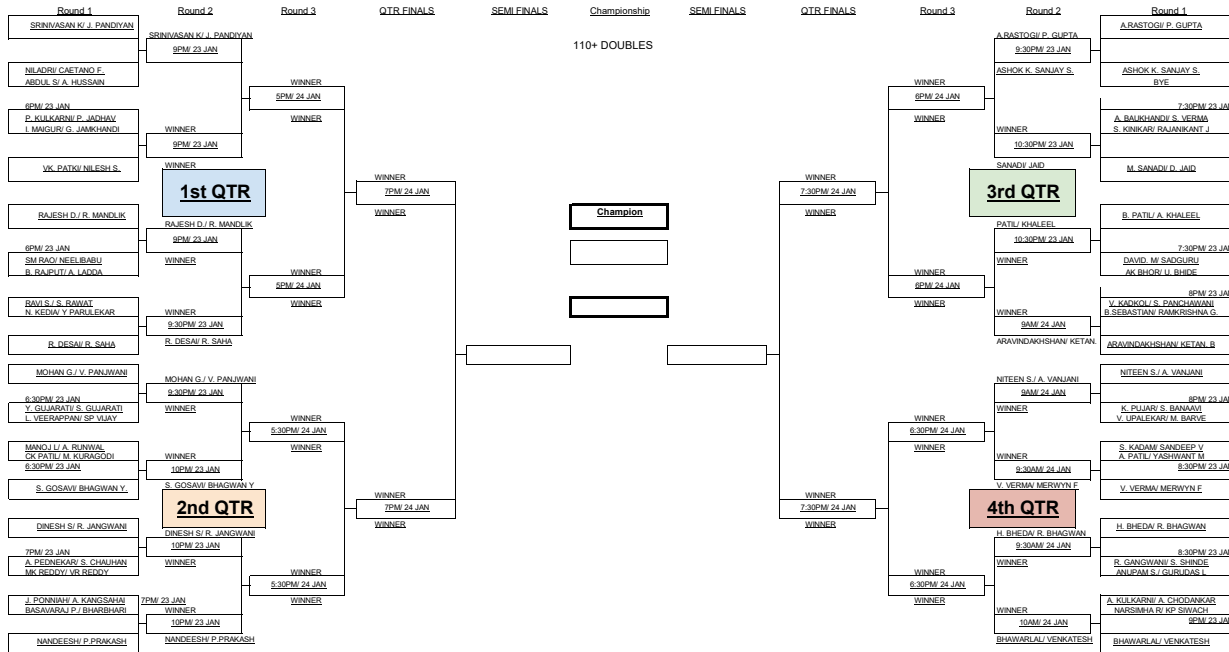 Round 1
Round 2
Round 3
QTR FINALS
SEMI FINALS
Championship
SEMI FINALS
QTR FINALS
Round 3
Round 2
Round 1
110+ DOUBLES
SRINIVASAN K/ J. PANDIYAN
NILADRI/ CAETANO F.
ABDUL S/ A. HUSSAIN
6PM/ 23 JAN
P. KULKARNI/ P. JADHAV
I. MAIGUR/ G. JAMKHANDI
VK. PATKI/ NILESH S.
RAJESH D./ R. MANDLIK
6PM/ 23 JAN
SM RAO/ NEELIBABU
B. RAJPUT/ A. LADDA
RAVI S./ S. RAWAT
N. KEDIA/ Y PARULEKAR
R. DESAI/ R. SAHA
MOHAN G./ V. PANJWANI
6:30PM/ 23 JAN
Y. GUJARATI/ S. GUJARATI
L. VEERAPPAN/ SP VIJAY
MANOJ L/ A. RUNWAL
CK PATIL/ M. KURAGODI
6:30PM/ 23 JAN
S. GOSAVI/ BHAGWAN Y.
DINESH S/ R. JANGWANI
7PM/ 23 JAN
A. PEDNEKAR/ S. CHAUHAN
MK REDDY/ VR REDDY
J. PONNIAH/ A. KANGSAHAI
7PM/ 23 JAN
BASAVARAJ P./ BHARBHARI
NANDEESH/ P.PRAKASH
SRINIVASAN K/ J. PANDIYAN
9PM/ 23 JAN
WINNER
9PM/ 23 JAN
WINNER
1st QTR
RAJESH D./ R. MANDLIK
9PM/ 23 JAN
WINNER
WINNER
9:30PM/ 23 JAN
R. DESAI/ R. SAHA
MOHAN G./ V. PANJWANI
9:30PM/ 23 JAN
WINNER
WINNER
10PM/ 23 JAN
S. GOSAVI/ BHAGWAN Y
2nd QTR
DINESH S/ R. JANGWANI
10PM/ 23 JAN
WINNER
WINNER
10PM/ 23 JAN
NANDEESH/ P.PRAKASH
WINNER
5PM/ 24 JAN
WINNER
WINNER
5PM/ 24 JAN
WINNER
WINNER
5:30PM/ 24 JAN
WINNER
WINNER
5:30PM/ 24 JAN
WINNER
WINNER
7PM/ 24 JAN
WINNER
WINNER
7PM/ 24 JAN
WINNER
Champion
WINNER
7:30PM/ 24 JAN
WINNER
WINNER
7:30PM/ 24 JAN
WINNER
WINNER
6PM/ 24 JAN
WINNER
WINNER
6PM/ 24 JAN
WINNER
WINNER
6:30PM/ 24 JAN
WINNER
WINNER
6:30PM/ 24 JAN
WINNER
A.RASTOGI/ P. GUPTA
9:30PM/ 23 JAN
ASHOK K. SANJAY S.
WINNER
10:30PM/ 23 JAN
SANADI/ JAID
3rd QTR
PATIL/ KHALEEL
10:30PM/ 23 JAN
WINNER
WINNER
9AM/ 24 JAN
ARAVINDAKHSHAN/ KETAN.
NITEEN S./ A. VANJANI
9AM/ 24 JAN
WINNER
WINNER
9:30AM/ 24 JAN
V. VERMA/ MERWYN F
4th QTR
H. BHEDA/ R. BHAGWAN
9:30AM/ 24 JAN
WINNER
WINNER
10AM/ 24 JAN
BHAWARLAL/ VENKATESH
A.RASTOGI/ P. GUPTA
ASHOK K. SANJAY S.
BYE
7:30PM/ 23 JAN
A. BAUKHANDI/ S. VERMA
S. KINIKAR/ RAJANIKANT J
M. SANADI/ D. JAID
B. PATIL/ A. KHALEEL
7:30PM/ 23 JAN
DAVID. M/ SADGURU
AK BHOR/ U. BHIDE
8PM/ 23 JAN
V. KADKOL/ S. PANCHAWANI
B.SEBASTIAN/ RAMKRISHNA G.
ARAVINDAKHSHAN/ KETAN. B
NITEEN S./ A. VANJANI
8PM/ 23 JAN
K. PUJAR/ S. BANAAVI
V. UPALEKAR/ M. BARVE
S. KADAM/ SANDEEP V
A. PATIL/ YASHWANT M
8:30PM/ 23 JAN
V. VERMA/ MERWYN F
H. BHEDA/ R. BHAGWAN
8:30PM/ 23 JAN
R. GANGWANI/ S. SHINDE
ANUPAM S./ GURUDAS L
A. KULKARNI/ A. CHODANKAR
NARSIMHA R/ KP SIWACH
9PM/ 23 JAN
BHAWARLAL/ VENKATESH